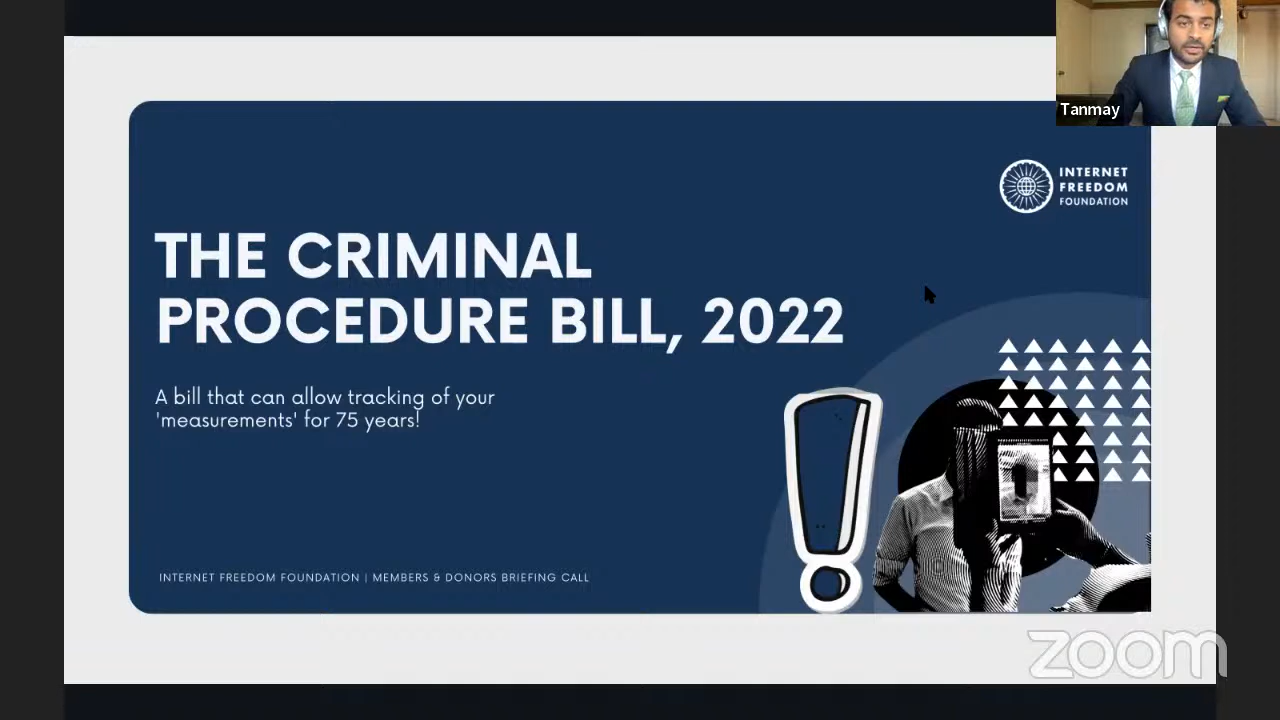 Tanmay
INTERNET
FREEDOM
FOUNDATION
THE CRIMINAL
PROCEDURE BILL, 2022
A bill that can allow tracking of your
'measurements' for 75 years!
INTERNET FREEDOM FOUNDATION | MEMBERS & DONORS BRIEFING CALL
zoom